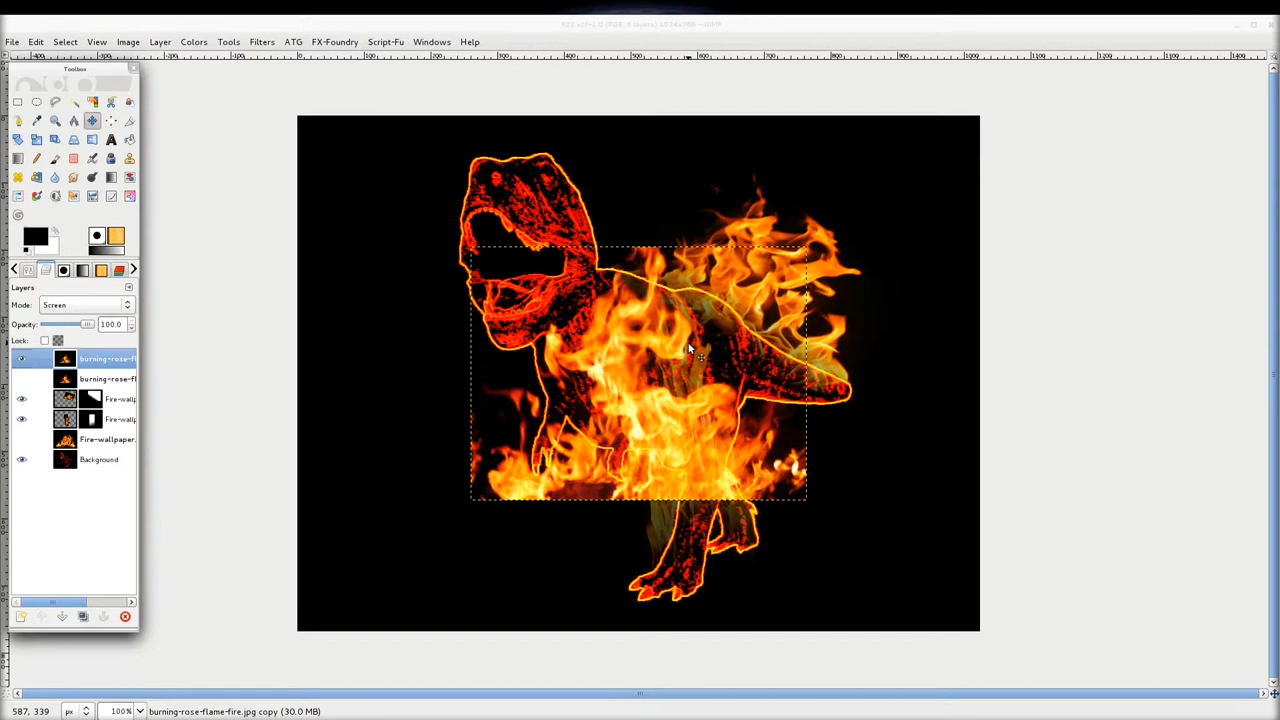 File Edit Select View Image Layer Colors Tools Filters ATG FX-Foundry Script-Fu Windows Help
Toolbox
Layers
Mode: Screen
Opacity: 100.0
Lock:
burning-rose-fl
burning-rose-fl
Fire-wallp
Fire-wallp
Fire-wallpaper.
Background
587, 339 px 100% burning-rose-flame-fire.jpg copy (30.0 MB)